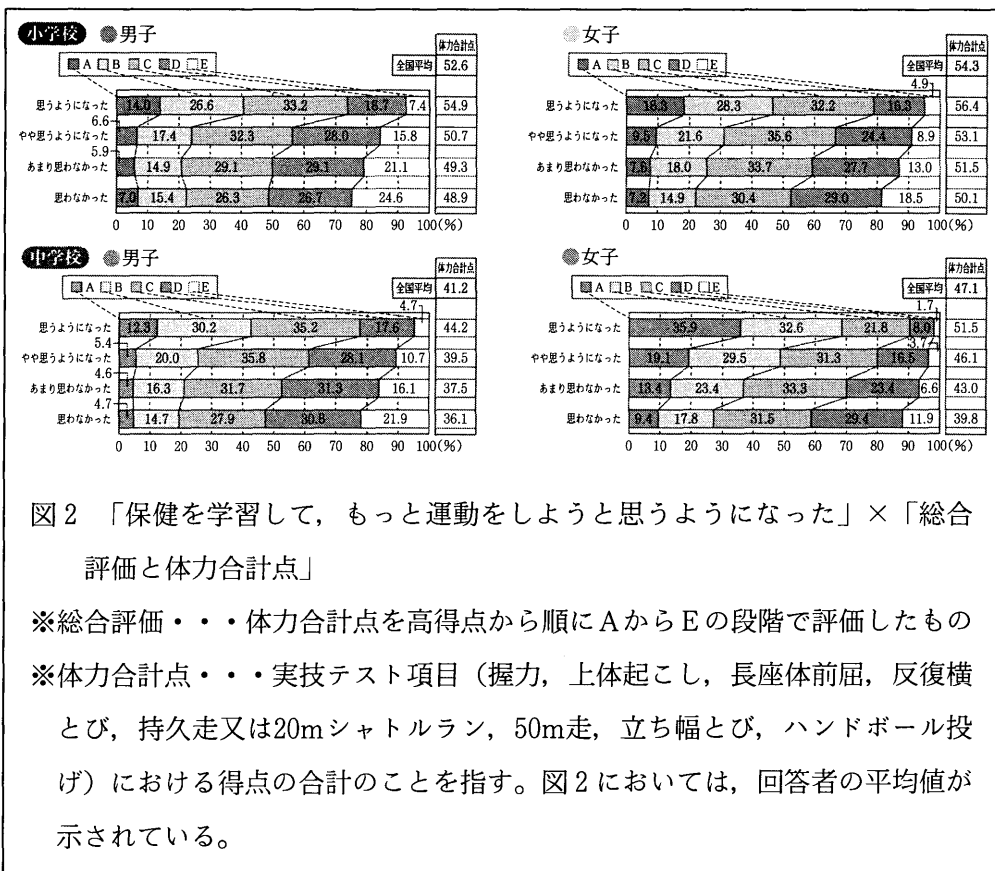 小学校 ●男子
体力合計点
■A □B ■C ■D □E
全国平均 52.6
思うようになった 14.0 26.6 33.2 18.7 7.4 54.9
6.6
やや思うようになった 17.4 32.3 28.0 15.8 50.7
5.9
あまり思わなかった 14.9 29.1 29.1 21.1 49.3
思わなかった 7.0 15.4 26.3 26.7 24.6 48.9
0 10 20 30 40 50 60 70 80 90 100(%)
●女子
体力合計点
■A □B ■C ■D □E
全国平均 54.3
4.9
思うようになった 18.3 28.3 32.2 16.3 56.4
やや思うようになった 9.5 21.6 35.6 24.4 8.9 53.1
あまり思わなかった 7.6 18.0 33.7 27.7 13.0 51.5
思わなかった 7.2 14.9 30.4 29.0 18.5 50.1
0 10 20 30 40 50 60 70 80 90 100(%)
中学校 ●男子
体力合計点
■A □B ■C ■D □E
全国平均 41.2
4.7
思うようになった 12.3 30.2 35.2 17.6 44.2
5.4
やや思うようになった 20.0 35.8 28.1 10.7 39.5
4.6
あまり思わなかった 16.3 31.7 31.3 16.1 37.5
4.7
思わなかった 14.7 27.9 30.8 21.9 36.1
0 10 20 30 40 50 60 70 80 90 100(%)
●女子
体力合計点
■A □B ■C ■D □E
全国平均 47.1
1.7
思うようになった 35.9 32.6 21.8 8.0 51.5
3.7
やや思うようになった 19.1 29.5 31.3 16.5 46.1
あまり思わなかった 13.4 23.4 33.3 23.4 6.6 43.0
思わなかった 9.4 17.8 31.5 29.4 11.9 39.8
0 10 20 30 40 50 60 70 80 90 100(%)
図2 「保健を学習して，もっと運動をしようと思うようになった」×「総合
評価と体力合計点」
※総合評価・・・体力合計点を高得点から順にAからEの段階で評価したもの
※体力合計点・・・実技テスト項目（握力，上体起こし，長座体前屈，反復横
とび，持久走又は20mシャトルラン，50m走，立ち幅とび，ハンドボール投
げ）における得点の合計のことを指す。図2においては，回答者の平均値が
示されている。